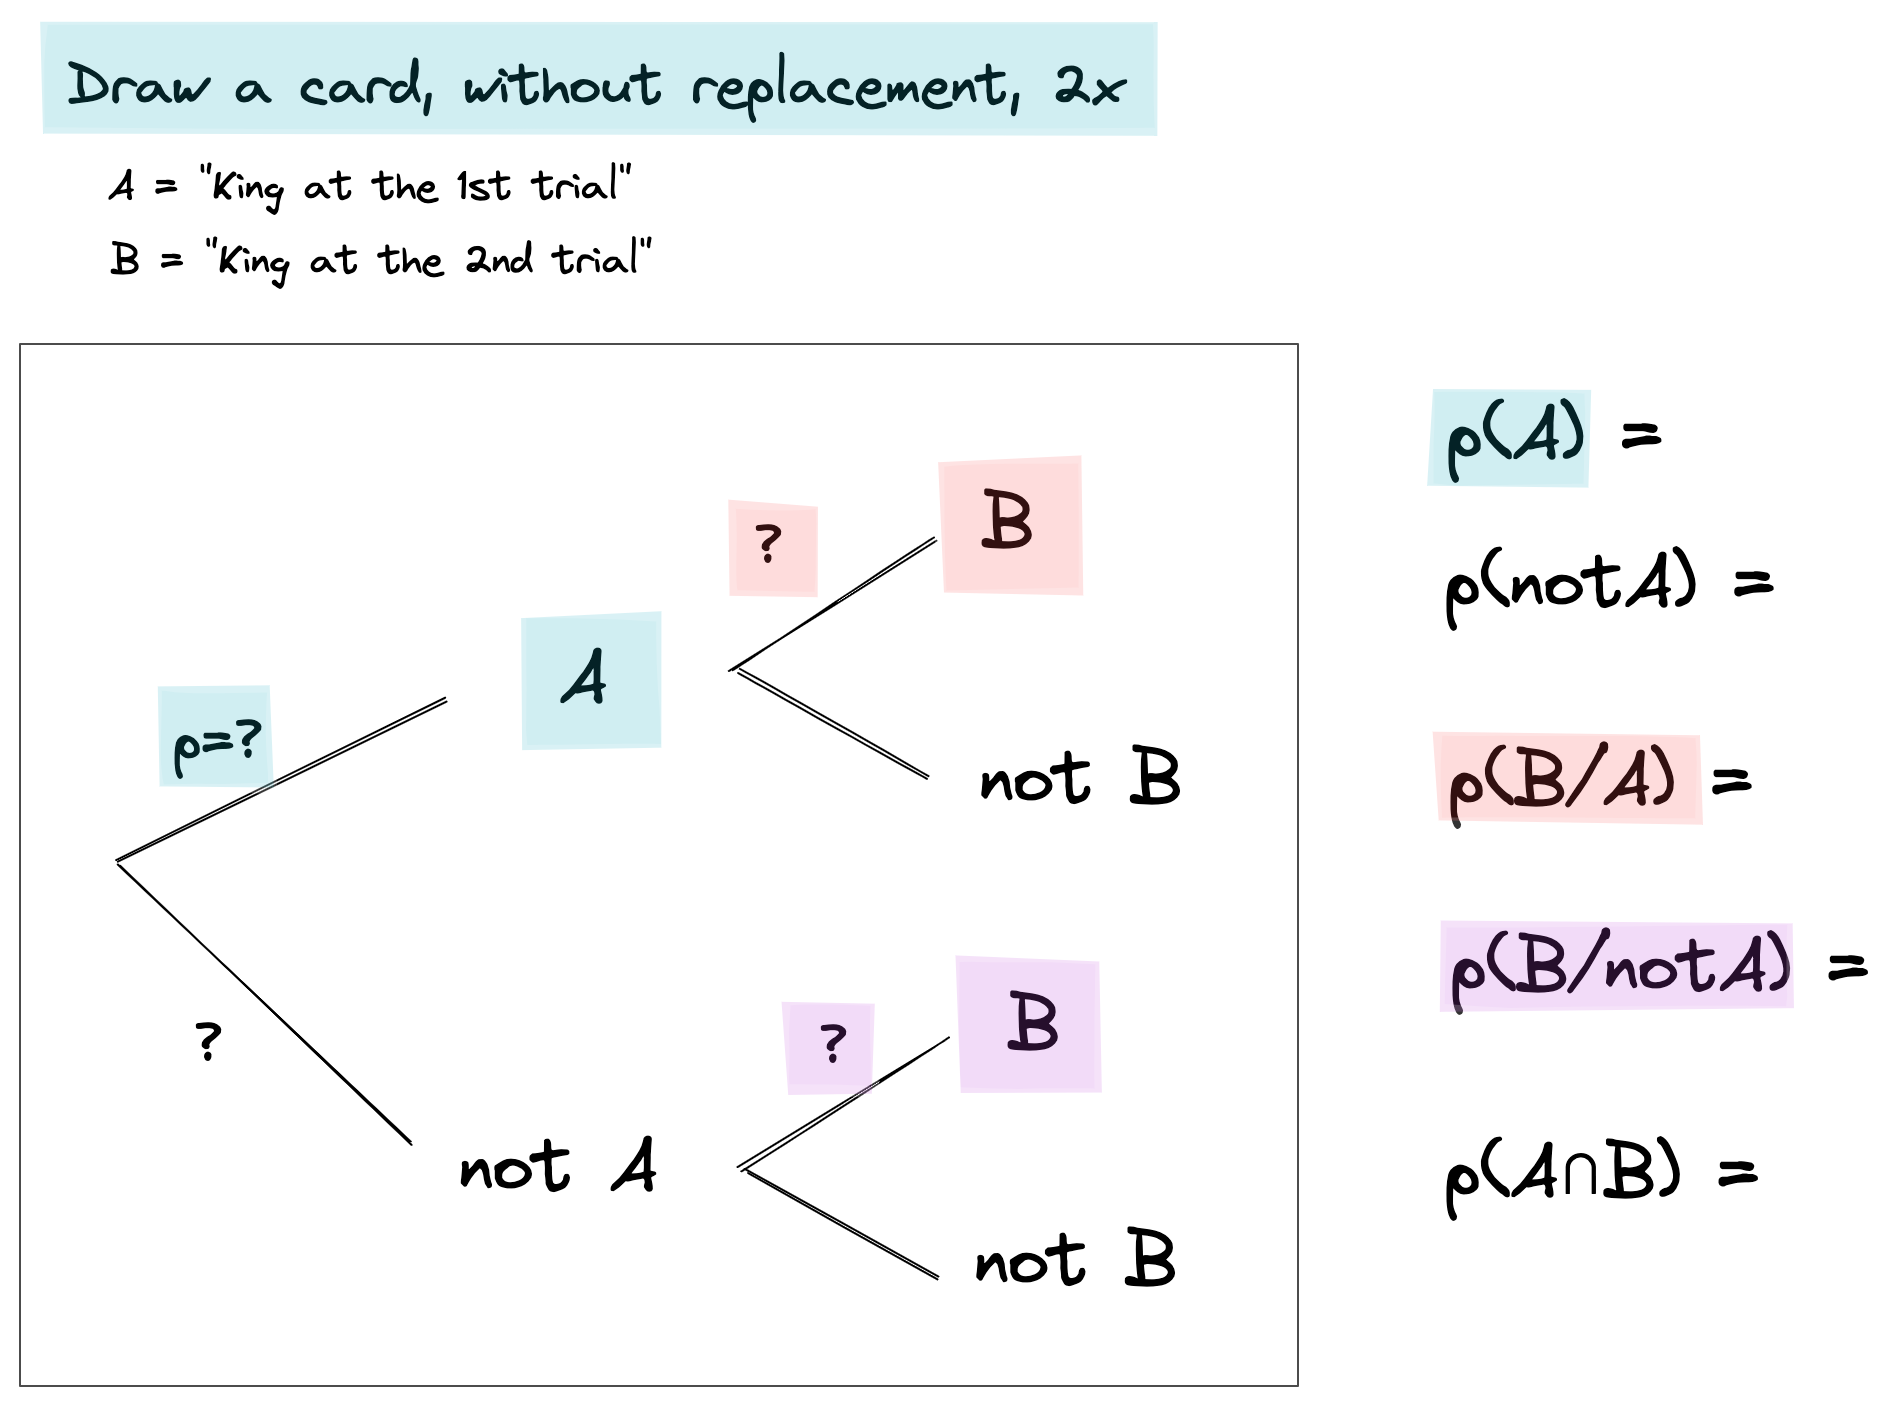 Draw a card, without replacement, 2x
A = "King at the 1st trial"
B = "King at the 2nd trial"
p=?
A
?
B
not B
?
not A
?
B
not B
p(A) =
p(notA) =
p(B/A) =
p(B/notA) =
p(A∩B) =